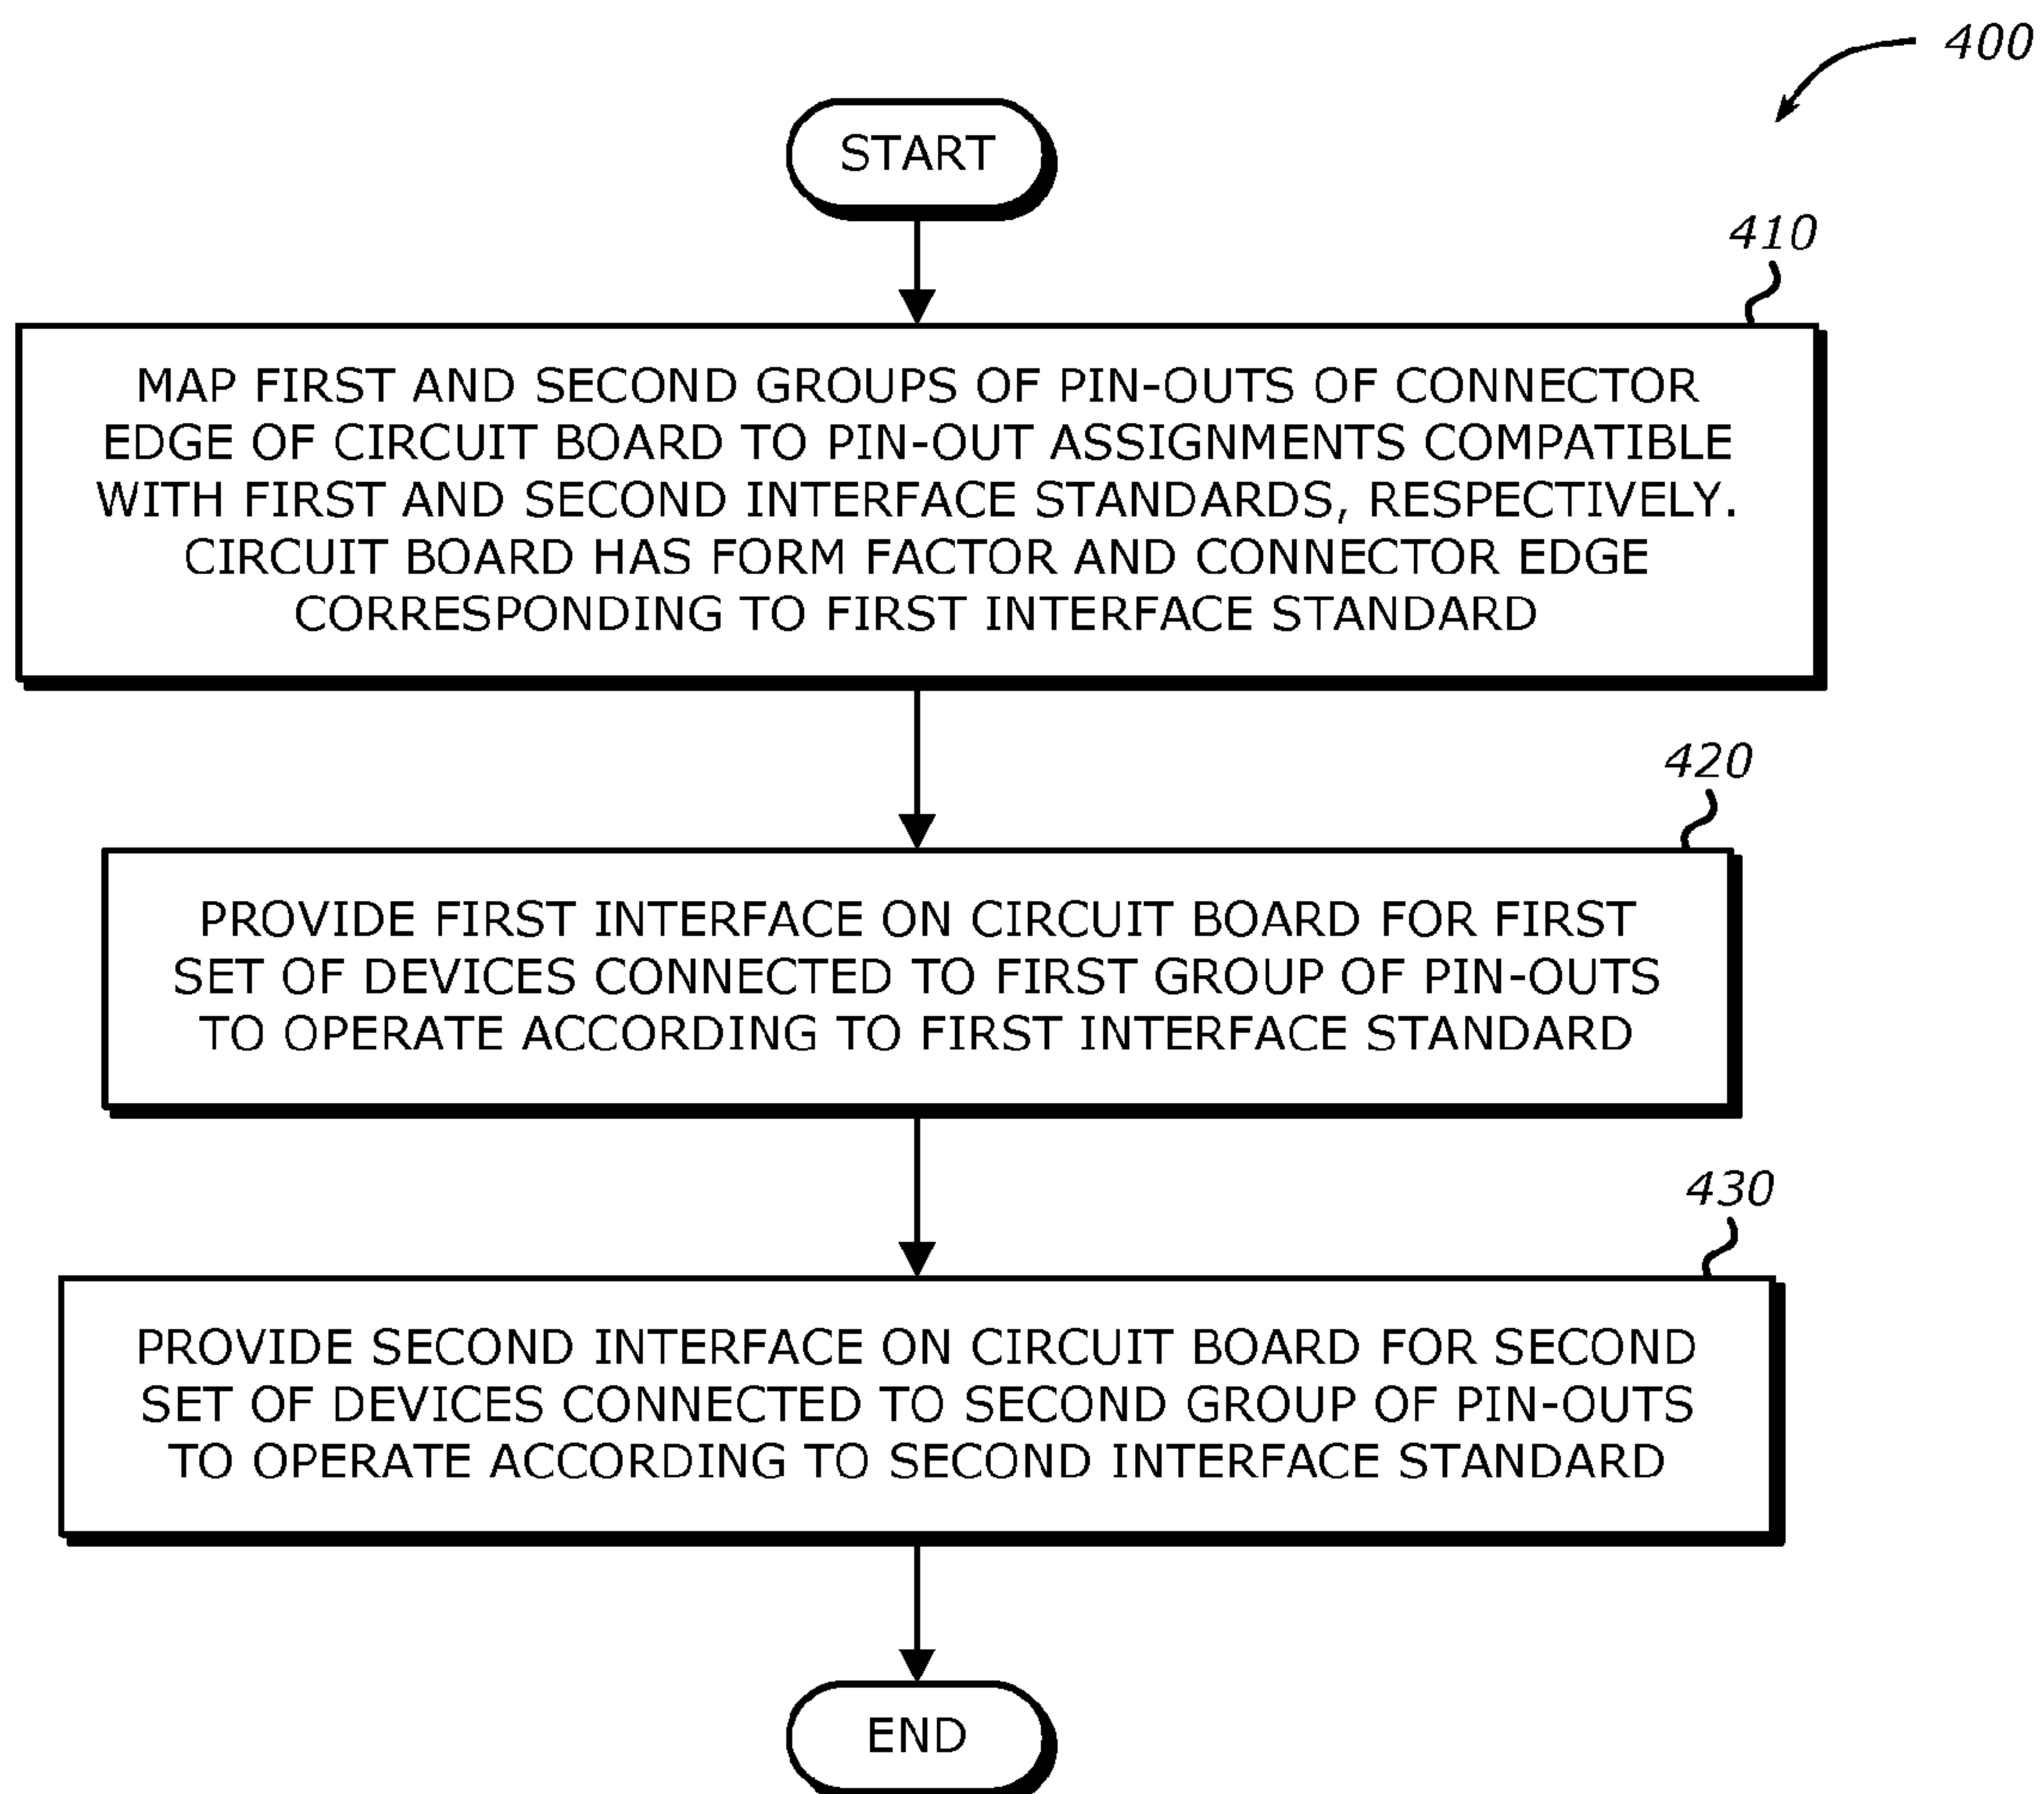 400
START
410
MAP FIRST AND SECOND GROUPS OF PIN-OUTS OF CONNECTOR
EDGE OF CIRCUIT BOARD TO PIN-OUT ASSIGNMENTS COMPATIBLE
WITH FIRST AND SECOND INTERFACE STANDARDS, RESPECTIVELY.
CIRCUIT BOARD HAS FORM FACTOR AND CONNECTOR EDGE
CORRESPONDING TO FIRST INTERFACE STANDARD
420
PROVIDE FIRST INTERFACE ON CIRCUIT BOARD FOR FIRST
SET OF DEVICES CONNECTED TO FIRST GROUP OF PIN-OUTS
TO OPERATE ACCORDING TO FIRST INTERFACE STANDARD
430
PROVIDE SECOND INTERFACE ON CIRCUIT BOARD FOR SECOND
SET OF DEVICES CONNECTED TO SECOND GROUP OF PIN-OUTS
TO OPERATE ACCORDING TO SECOND INTERFACE STANDARD
END